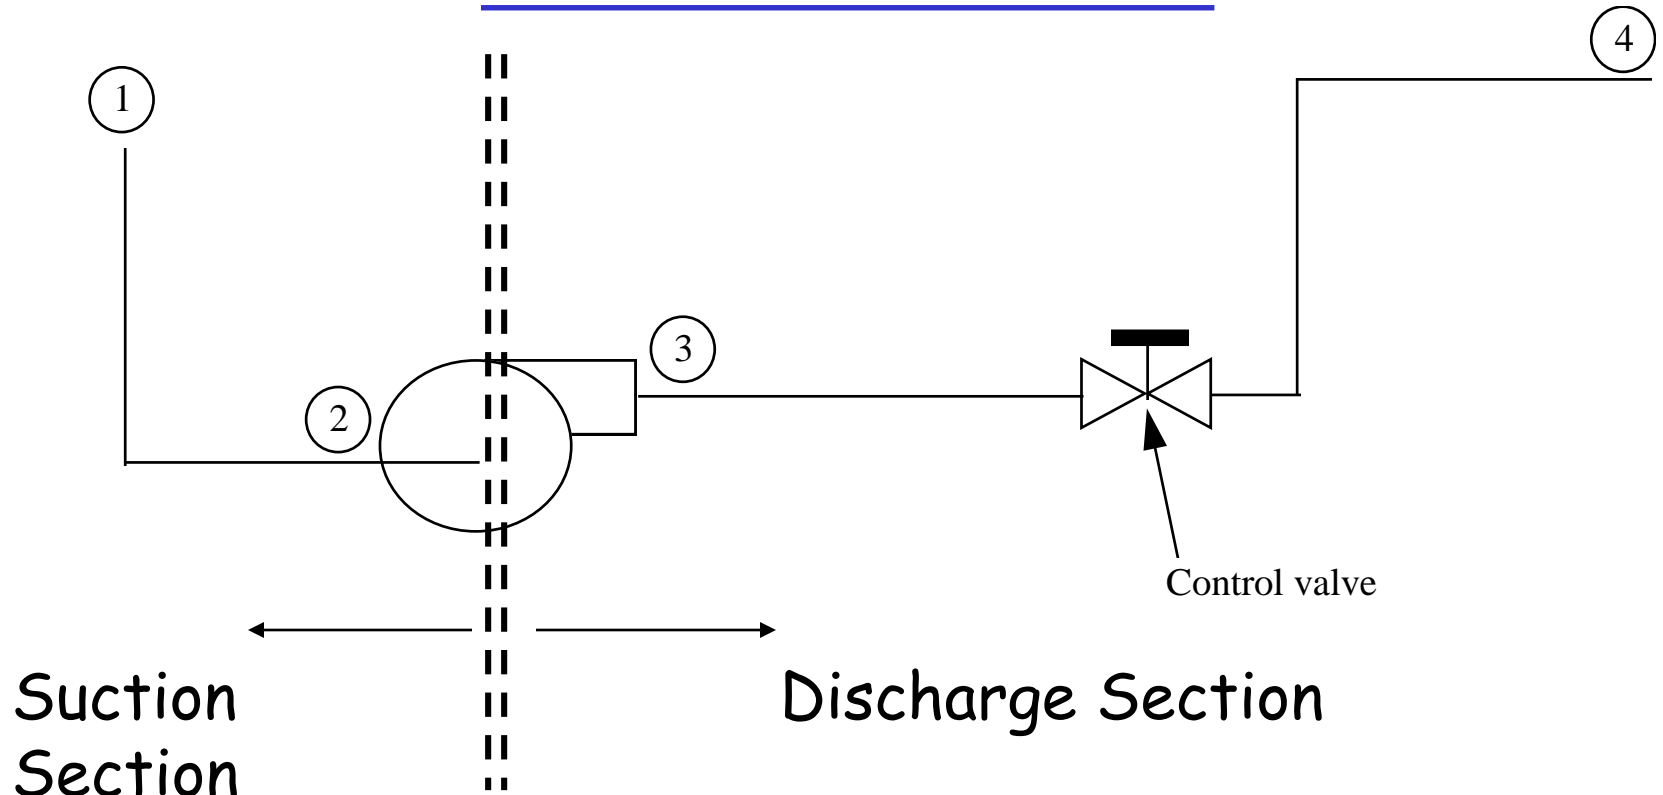 4
1
3
2
Control valve
Suction
Section
Discharge Section